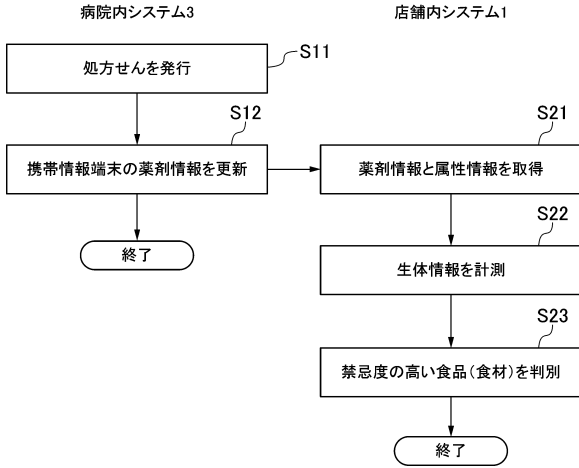 病院内システム3
店舗内システム1
S11
処方せんを発行
S12
携帯情報端末の薬剤情報を更新
終了
S21
薬剤情報と属性情報を取得
S22
生体情報を計測
S23
禁忌度の高い食品(食材)を判別
終了